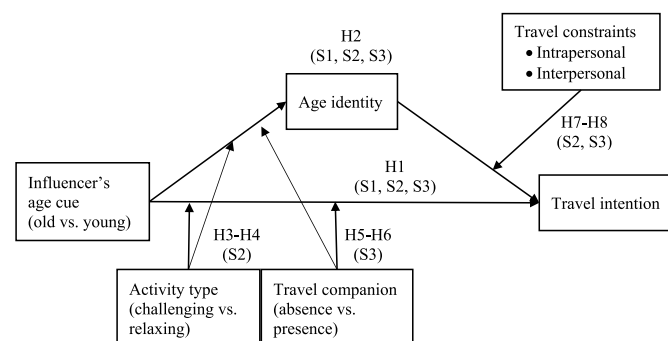 H2
(S1, S2, S3)
Travel constraints
• Intrapersonal
• Interpersonal
Age identity
H7-H8
(S2, S3)
H1
(S1, S2, S3)
Influencer's
age cue
(old vs. young)
Travel intention
H3-H4
(S2)
H5-H6
(S3)
Activity type
(challenging vs.
relaxing)
Travel companion
(absence vs.
presence)